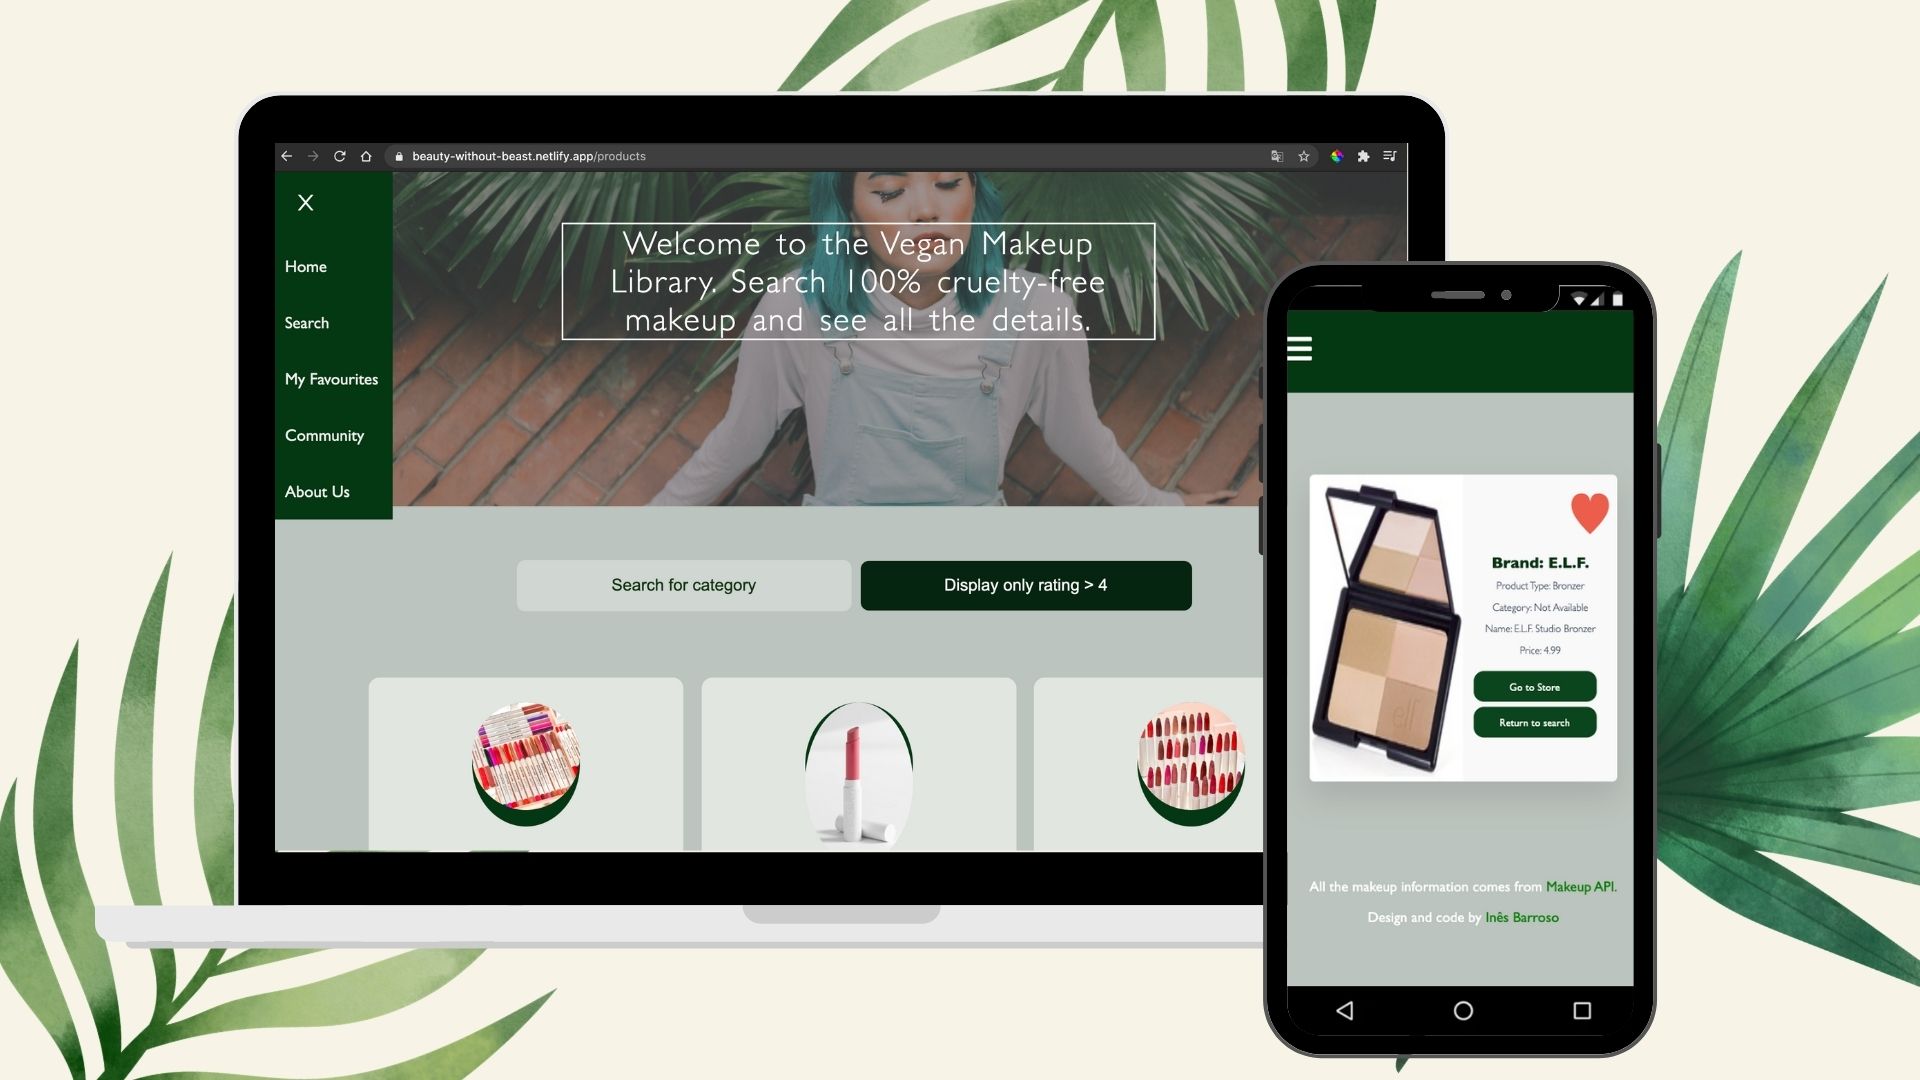 beauty-without-beast.netlify.app/products
X
Home
Search
My Favourites
Community
About Us
Welcome to the Vegan Makeup
Library. Search 100% cruelty-free
makeup and see all the details.
Search for category
Display only rating > 4
Brand: E.L.F.
Product Type: Bronzer
Category: Not Available
Name: E.L.F. Studio Bronzer
Price: 4.99
Go to Store
Return to search
elf
All the makeup information comes from Makeup API.
Design and code by Inês Barroso